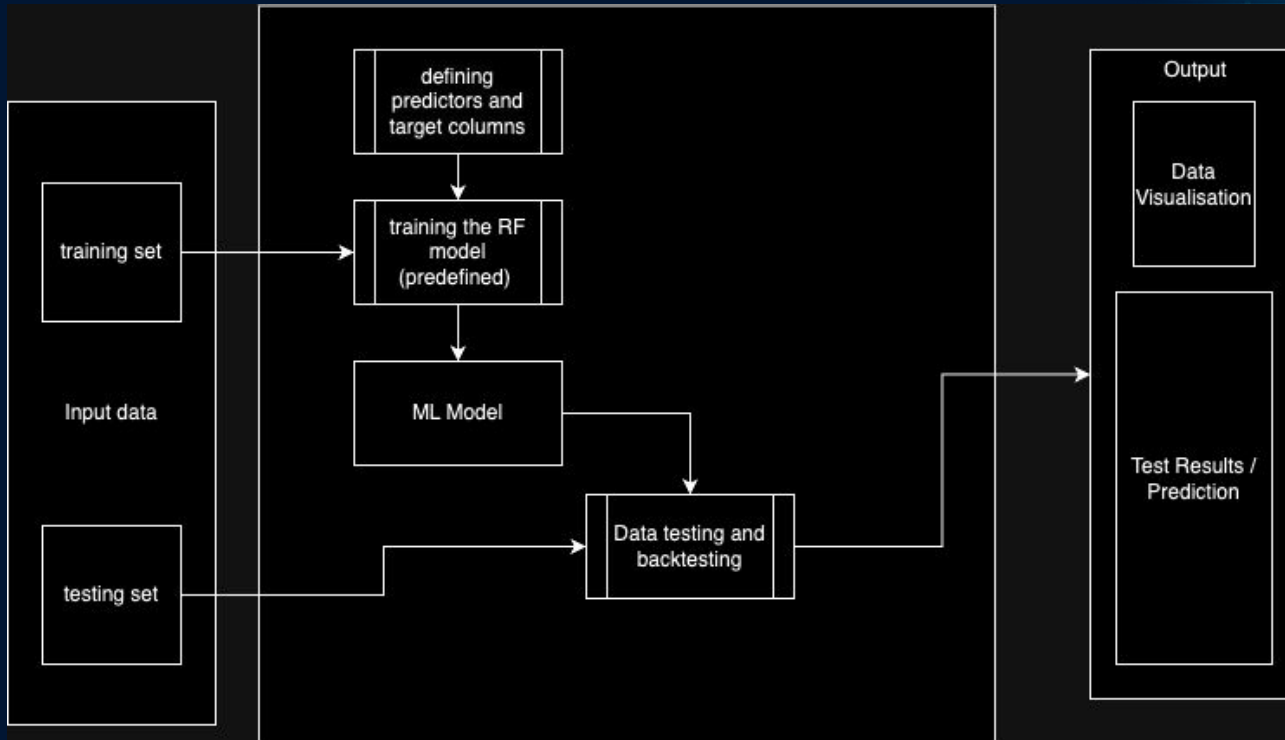 defining
predictors and
target columns
training set
training the RF
model
(predefined)
Input data
ML Model
testing set
Data testing and
backtesting
Output
Data
Visualisation
Test Results /
Prediction